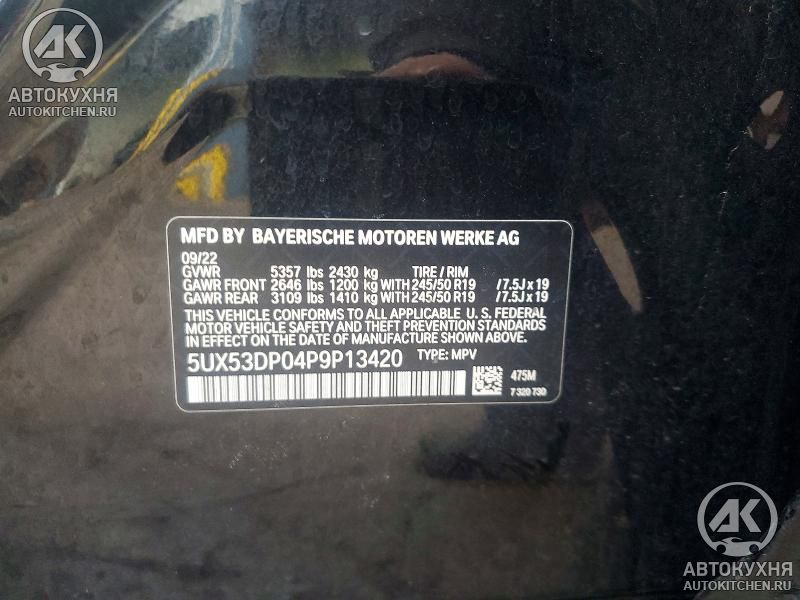 AK
АВТОКУХНЯ
AUTOKITCHEN.RU
MFD BY BAYERISCHE MOTOREN WERKE AG
09/22
GVWR 5357 lbs 2430 kg TIRE / RIM
GAWR FRONT 2646 lbs 1200 kg WITH 245/50 R19 /7.5J x 19
GAWR REAR 3109 lbs 1410 kg WITH 245/50 R19 /7.5J x 19
THIS VEHICLE CONFORMS TO ALL APPLICABLE U. S. FEDERAL
MOTOR VEHICLE SAFETY AND THEFT PREVENTION STANDARDS
IN EFFECT ON THE DATE OF MANUFACTURE SHOWN ABOVE.
5UX53DP04P9P13420 TYPE: MPV
475M
7 320 730
AK
АВТОКУХНЯ
AUTOKITCHEN.RU